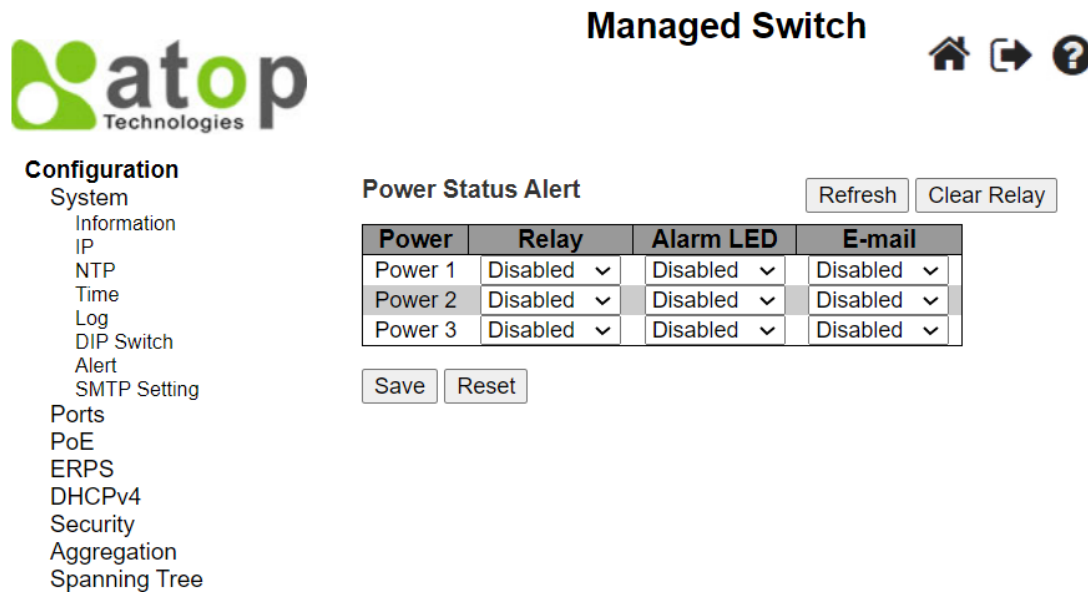 Managed Switch
atop
Technologies
Configuration
System
Information
IP
NTP
Time
Log
DIP Switch
Alert
SMTP Setting
Ports
PoE
ERPS
DHCPv4
Security
Aggregation
Spanning Tree
Power Status Alert
Refresh Clear Relay
Power Relay Alarm LED E-mail
Power 1 Disabled Disabled Disabled
Power 2 Disabled Disabled Disabled
Power 3 Disabled Disabled Disabled
Save Reset